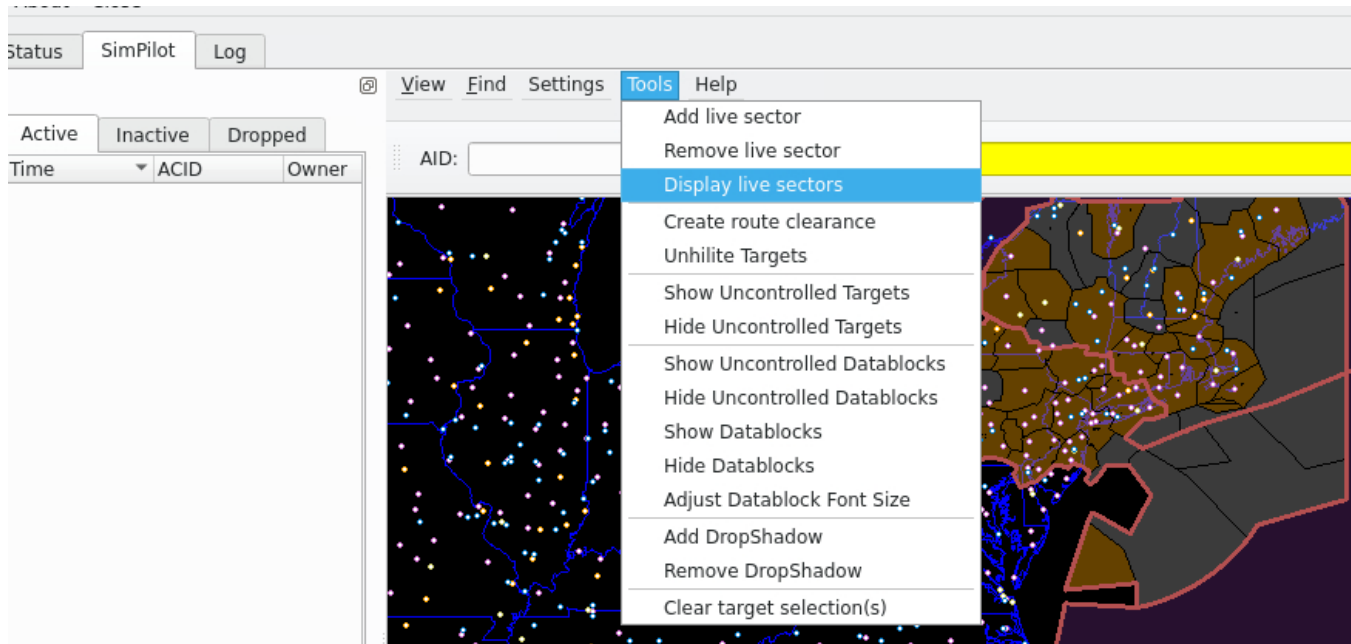 About Close
Status SimPilot Log
View Find Settings Tools Help
Active Inactive Dropped
Time ACID Owner
AID:
Add live sector
Remove live sector
Display live sectors
Create route clearance
Unhilite Targets
Show Uncontrolled Targets
Hide Uncontrolled Targets
Show Uncontrolled Datablocks
Hide Uncontrolled Datablocks
Show Datablocks
Hide Datablocks
Adjust Datablock Font Size
Add DropShadow
Remove DropShadow
Clear target selection(s)